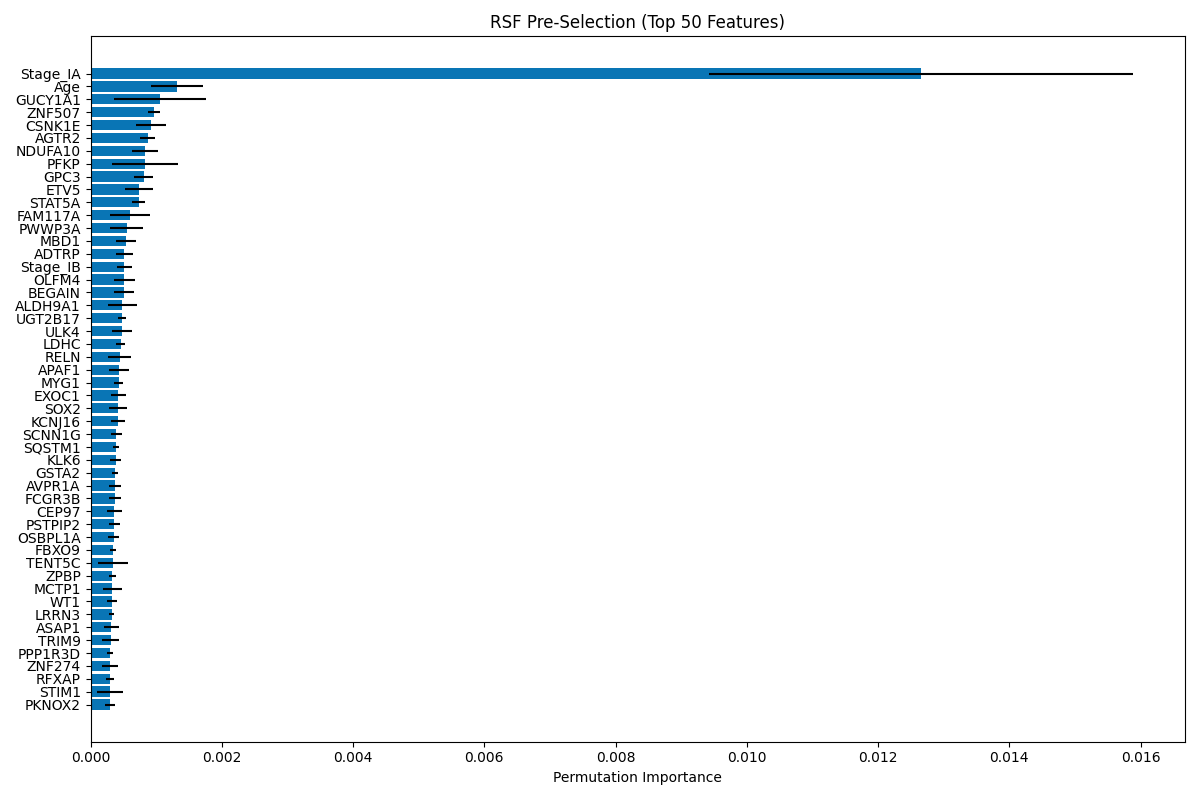 RSF Pre-Selection (Top 50 Features)
Stage_IA
Age
GUCY1A1
ZNF507
CSNK1E
AGTR2
NDUFA10
PFKP
GPC3
ETV5
STAT5A
FAM117A
PWWP3A
MBD1
ADTRP
Stage_IB
OLFM4
BEGAIN
ALDH9A1
UGT2B17
ULK4
LDHC
RELN
APAF1
MYG1
EXOC1
SOX2
KCNJ16
SCNN1G
SQSTM1
KLK6
GSTA2
AVPR1A
FCGR3B
CEP97
PSTPIP2
OSBPL1A
FBXO9
TENT5C
ZPBP
MCTP1
WT1
LRRN3
ASAP1
TRIM9
PPP1R3D
ZNF274
RFXAP
STIM1
PKNOX2
0.000 0.002 0.004 0.006 0.008 0.010 0.012 0.014 0.016
Permutation Importance